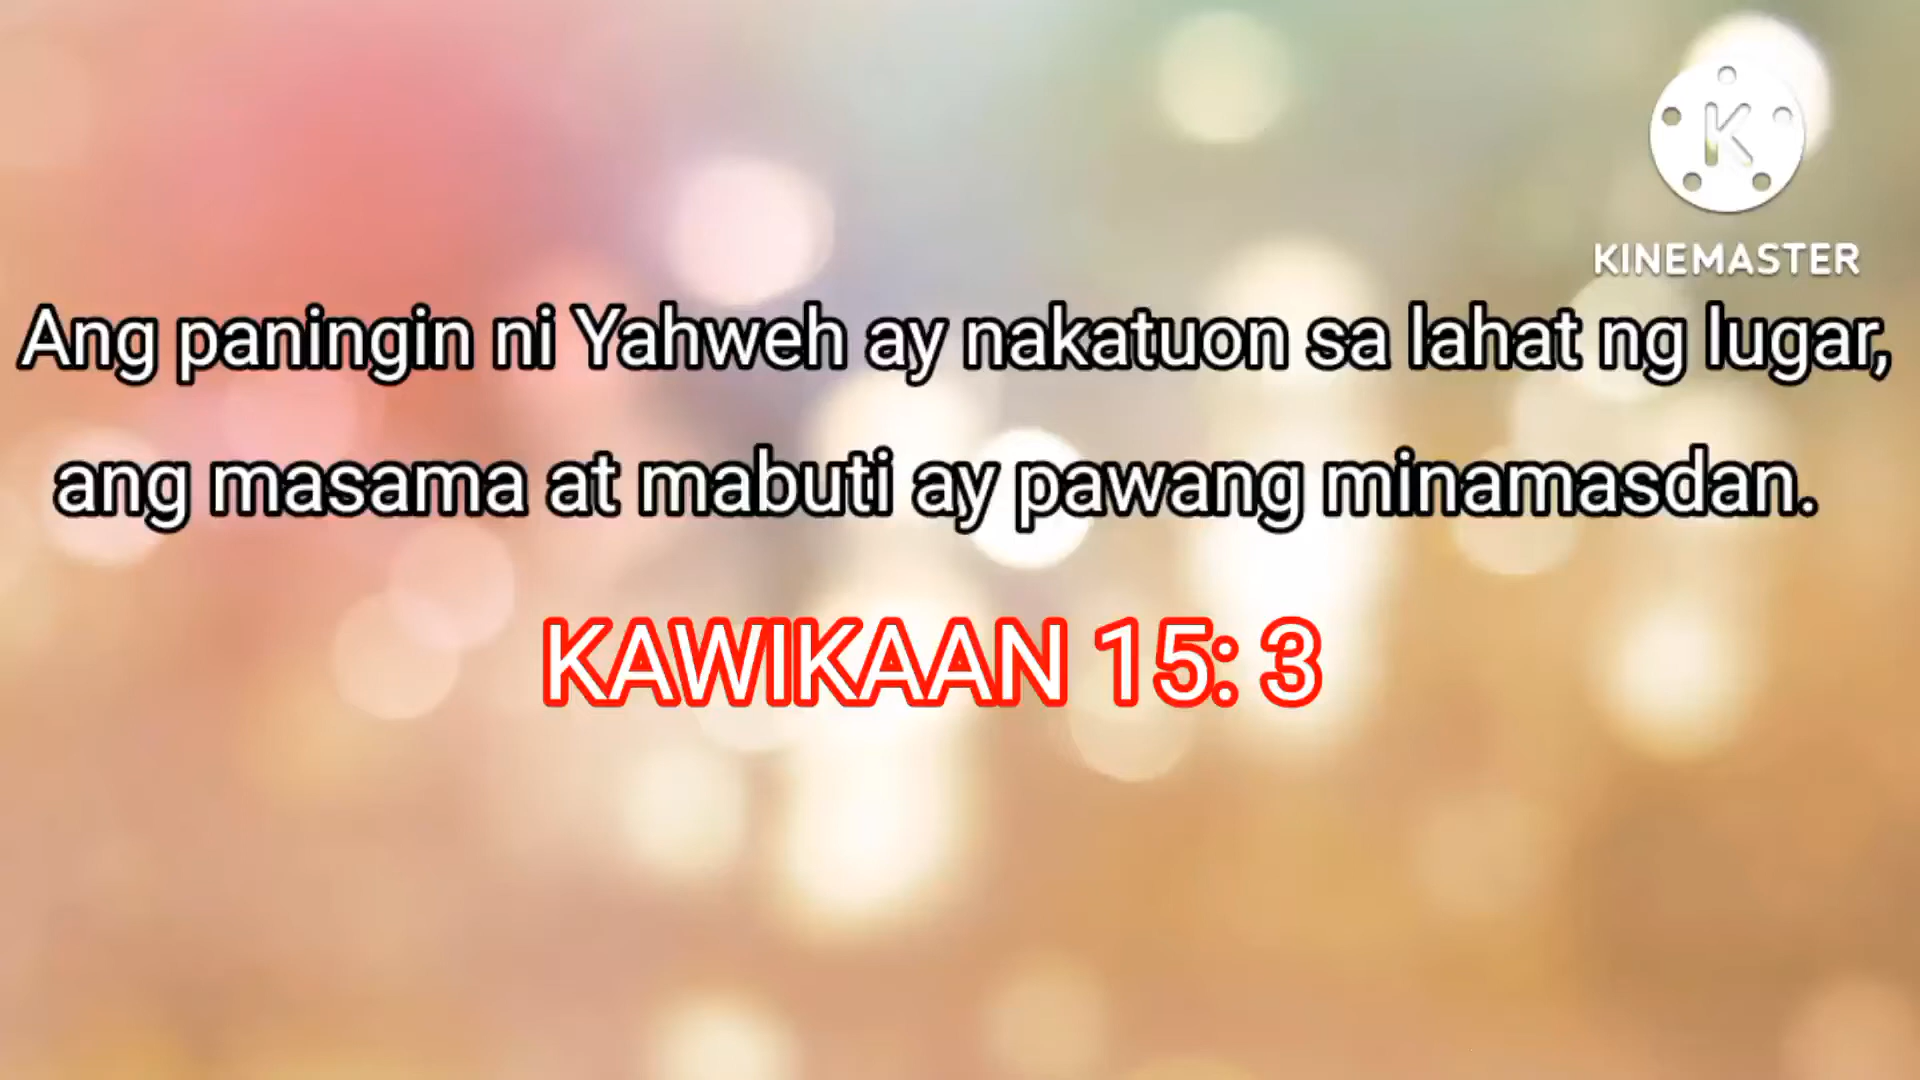 K
KINEMASTER
Ang paningin ni Yahweh ay nakatuon sa lahat ng lugar,
ang masama at mabuti ay pawang minamasdan.
KAWIKAAN 15: 3